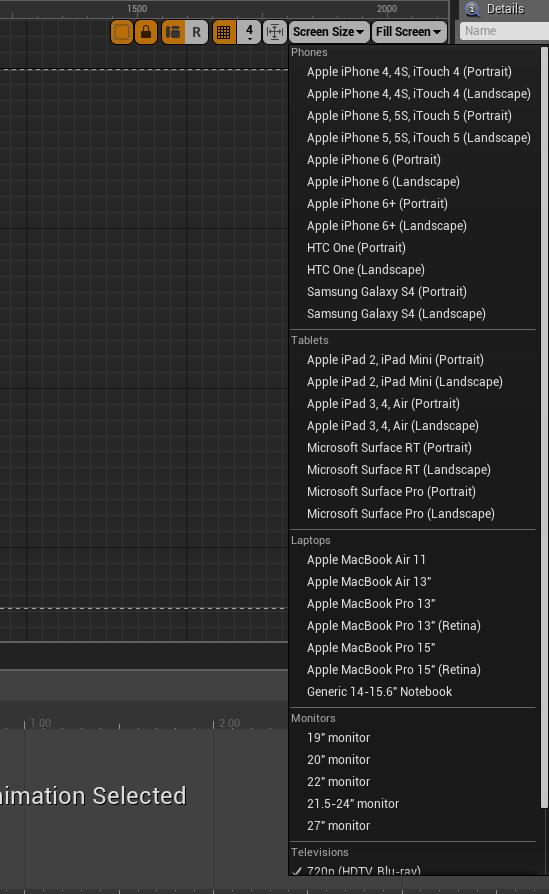 1500
2000
Details
R
4
Screen Size
Fill Screen
Name
Phones
Apple iPhone 4, 4S, iTouch 4 (Portrait)
Apple iPhone 4, 4S, iTouch 4 (Landscape)
Apple iPhone 5, 5S, iTouch 5 (Portrait)
Apple iPhone 5, 5S, iTouch 5 (Landscape)
Apple iPhone 6 (Portrait)
Apple iPhone 6 (Landscape)
Apple iPhone 6+ (Portrait)
Apple iPhone 6+ (Landscape)
HTC One (Portrait)
HTC One (Landscape)
Samsung Galaxy S4 (Portrait)
Samsung Galaxy S4 (Landscape)
Tablets
Apple iPad 2, iPad Mini (Portrait)
Apple iPad 2, iPad Mini (Landscape)
Apple iPad 3, 4, Air (Portrait)
Apple iPad 3, 4, Air (Landscape)
Microsoft Surface RT (Portrait)
Microsoft Surface RT (Landscape)
Microsoft Surface Pro (Portrait)
Microsoft Surface Pro (Landscape)
Laptops
Apple MacBook Air 11
Apple MacBook Air 13"
Apple MacBook Pro 13"
Apple MacBook Pro 13" (Retina)
Apple MacBook Pro 15"
Apple MacBook Pro 15" (Retina)
Generic 14-15.6" Notebook
Monitors
19" monitor
20" monitor
22" monitor
21.5-24" monitor
27" monitor
Televisions
720p (HDTV, Blu-ray)
1.00
2.00
nimation Selected